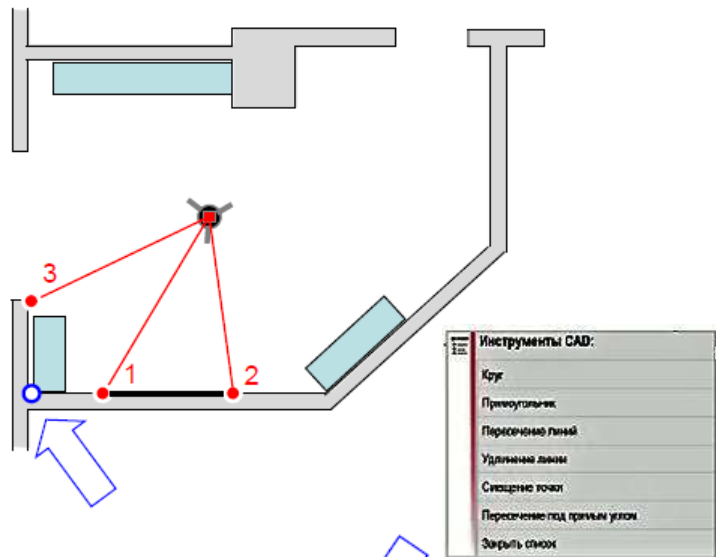 3
1
2
Инструменты CAD:
Круг
Прямоугольник
Пересечение линий
Удлинение линии
Смещение точки
Пересечение под прямым углом
Закрыть список